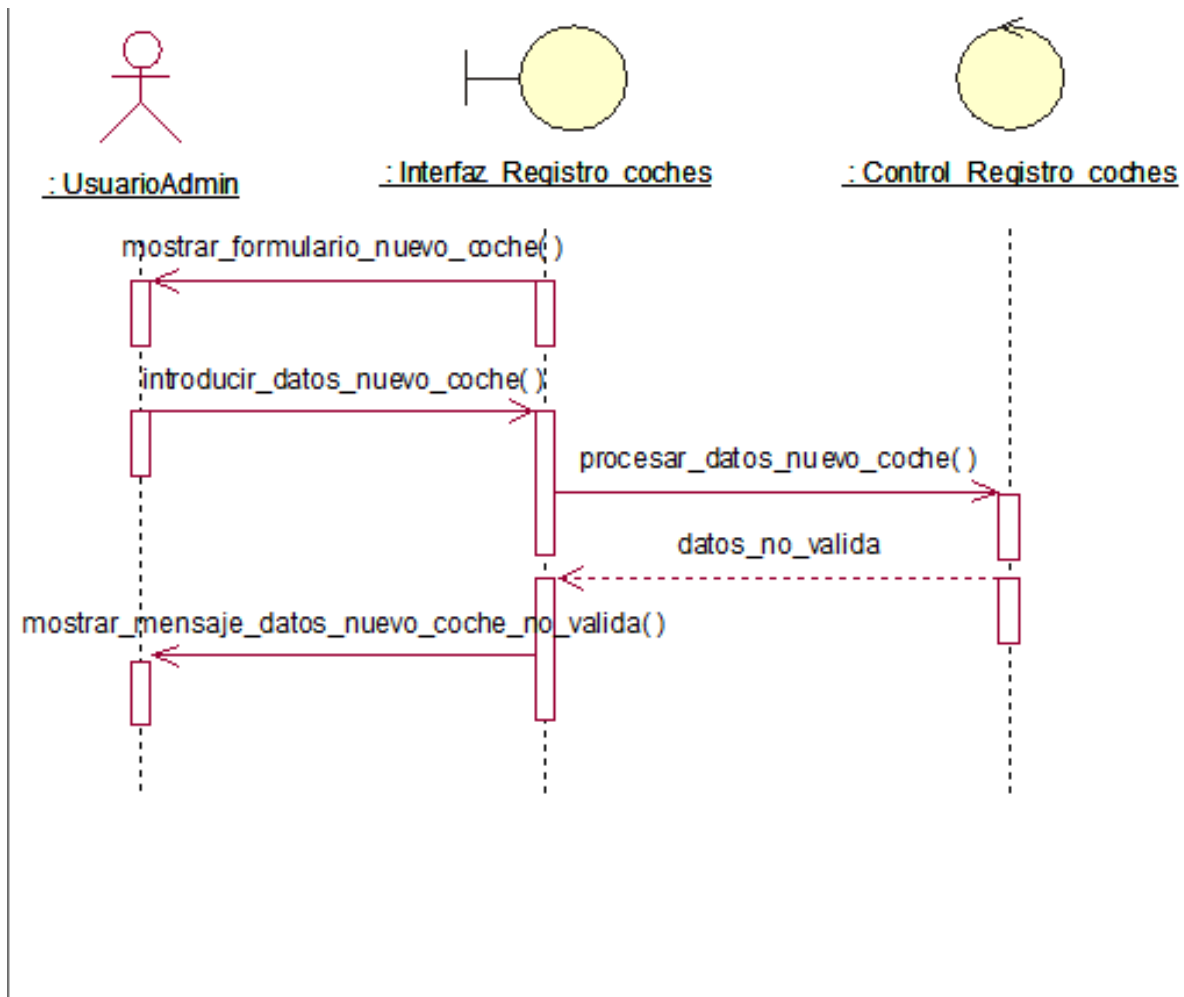 : UsuarioAdmin
: Interfaz_Registro_coches
: Control_Registro_coches
mostrar_formulario_nuevo_coche( )
introducir_datos_nuevo_coche( )
procesar_datos_nuevo_coche( )
datos_no_valida
mostrar_mensaje_datos_nuevo_coche_no_valida( )